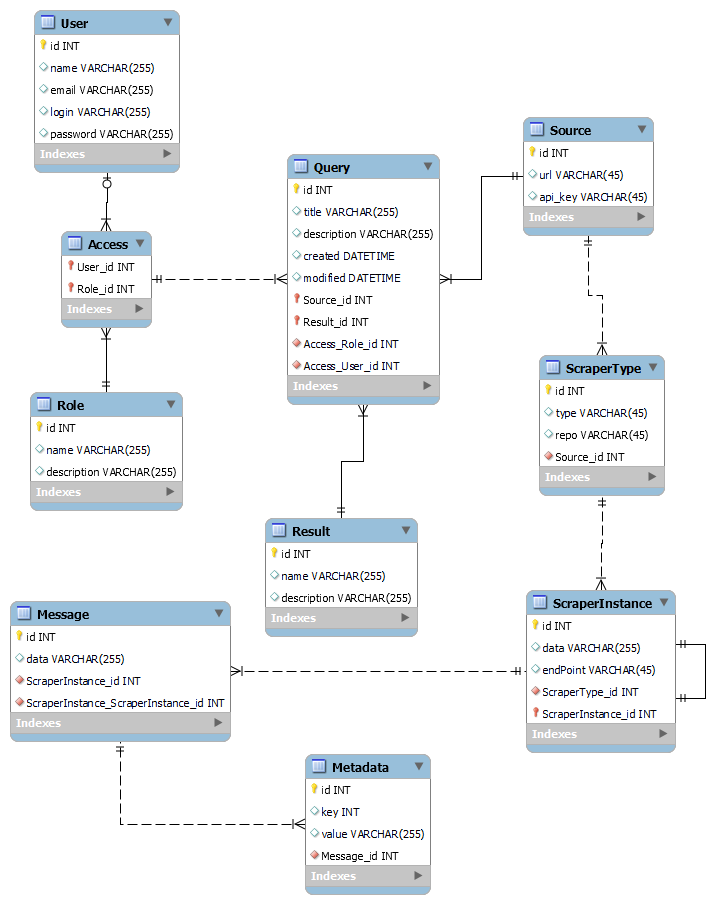 User
id INT
name VARCHAR(255)
email VARCHAR(255)
login VARCHAR(255)
password VARCHAR(255)
Indexes
Access
User_id INT
Role_id INT
Indexes
Role
id INT
name VARCHAR(255)
description VARCHAR(255)
Indexes
Query
id INT
title VARCHAR(255)
description VARCHAR(255)
created DATETIME
modified DATETIME
Source_id INT
Result_id INT
Access_Role_id INT
Access_User_id INT
Indexes
Source
id INT
url VARCHAR(45)
api_key VARCHAR(45)
Indexes
ScraperType
id INT
type VARCHAR(45)
repo VARCHAR(45)
Source_id INT
Indexes
Result
id INT
name VARCHAR(255)
description VARCHAR(255)
Indexes
ScraperInstance
id INT
data VARCHAR(255)
endPoint VARCHAR(45)
ScraperType_id INT
ScraperInstance_id INT
Indexes
Message
id INT
data VARCHAR(255)
ScraperInstance_id INT
ScraperInstance_ScraperInstance_id INT
Indexes
Metadata
id INT
key INT
value VARCHAR(255)
Message_id INT
Indexes